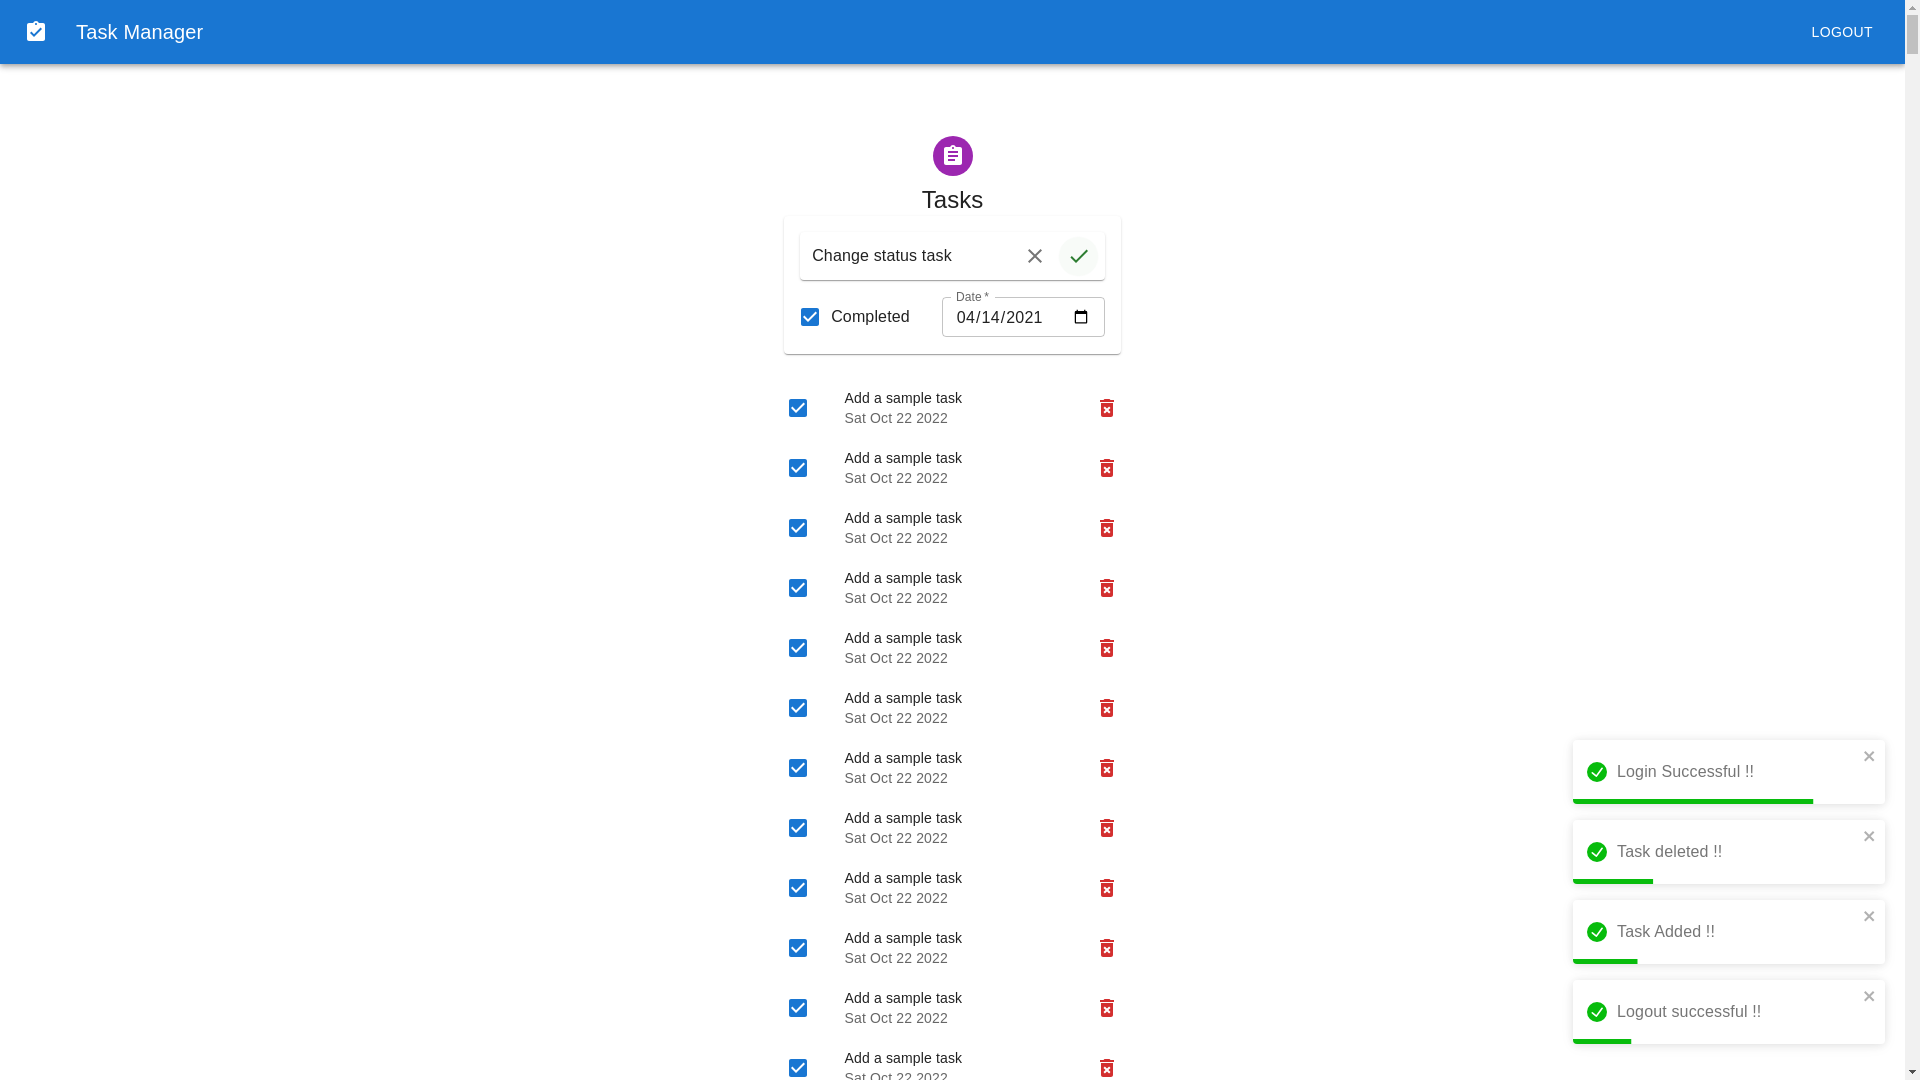 Task Manager
LOGOUT
Tasks
Change status task
Completed
Date *
04/14/2021
Add a sample task
Sat Oct 22 2022
Add a sample task
Sat Oct 22 2022
Add a sample task
Sat Oct 22 2022
Add a sample task
Sat Oct 22 2022
Add a sample task
Sat Oct 22 2022
Add a sample task
Sat Oct 22 2022
Add a sample task
Sat Oct 22 2022
Add a sample task
Sat Oct 22 2022
Add a sample task
Sat Oct 22 2022
Add a sample task
Sat Oct 22 2022
Add a sample task
Sat Oct 22 2022
Add a sample task
Sat Oct 22 2022
Login Successful !!
Task deleted !!
Task Added !!
Logout successful !!